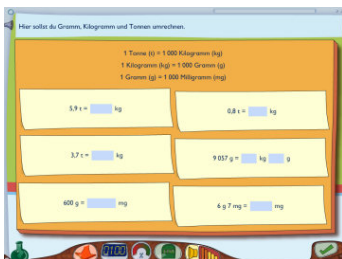 Hier sollst du Gramm, Kilogramm und Tonnen umrechnen.
1 Tonne (t) = 1 000 Kilogramm (kg)
1 Kilogramm (kg) = 1 000 Gramm (g)
1 Gramm (g) = 1 000 Milligramm (mg)
5,9 t = kg
0,8 t = kg
3,7 t = kg
9 057 g = kg g
600 g = mg
6 g 7 mg = mg